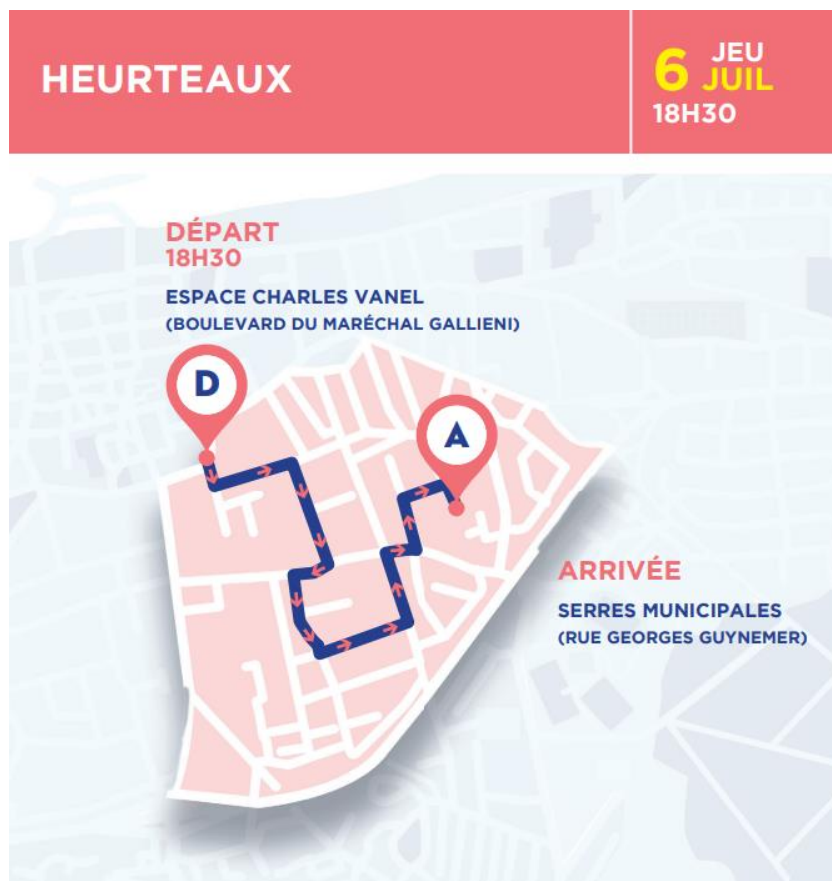 HEURTEAUX
6 JEU
JUIL
18H30
DÉPART
18H30
ESPACE CHARLES VANEL
(BOULEVARD DU MARÉCHAL GALLIENI)
D
A
ARRIVÉE
SERRES MUNICIPALES
(RUE GEORGES GUYNEMER)